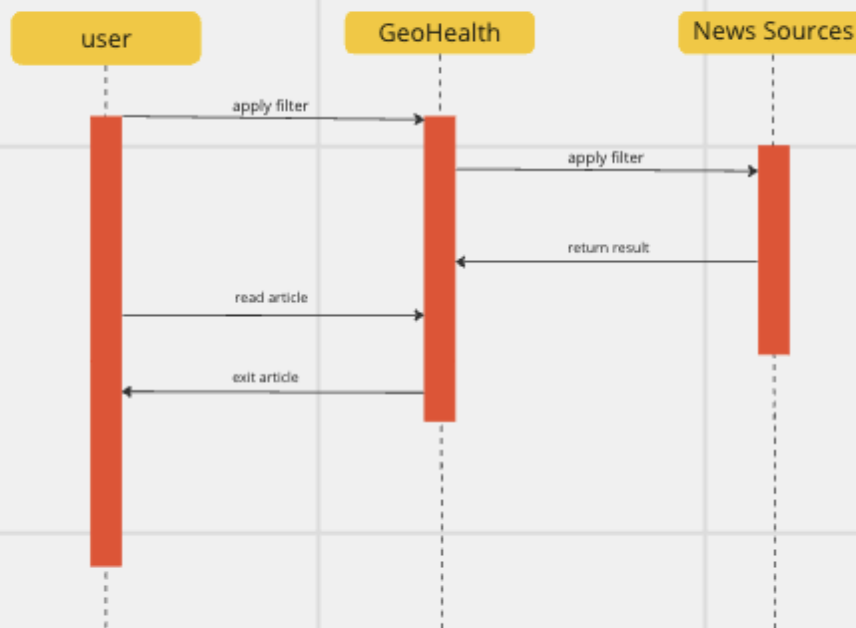 user
GeoHealth
News Sources
apply filter
apply filter
return result
read article
exit article